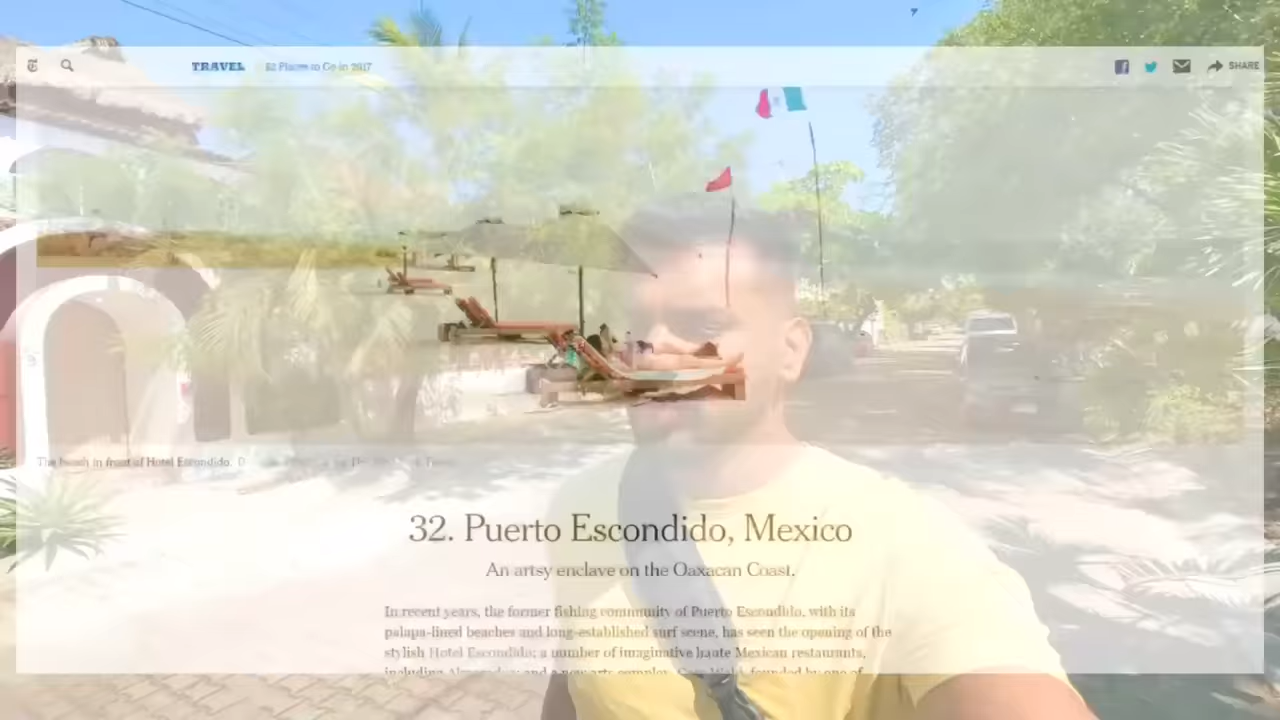 TRAVEL 52 Places to Go in 2017 SHARE
The beach in front of Hotel Escondido.
32. Puerto Escondido, Mexico
An artsy enclave on the Oaxacan Coast.
In recent years, the former fishing community of Puerto Escondido, with its
palapa-lined beaches and long-established surf scene, has seen the opening of the
stylish Hotel Escondido; a number of imaginative haute Mexican restaurants,